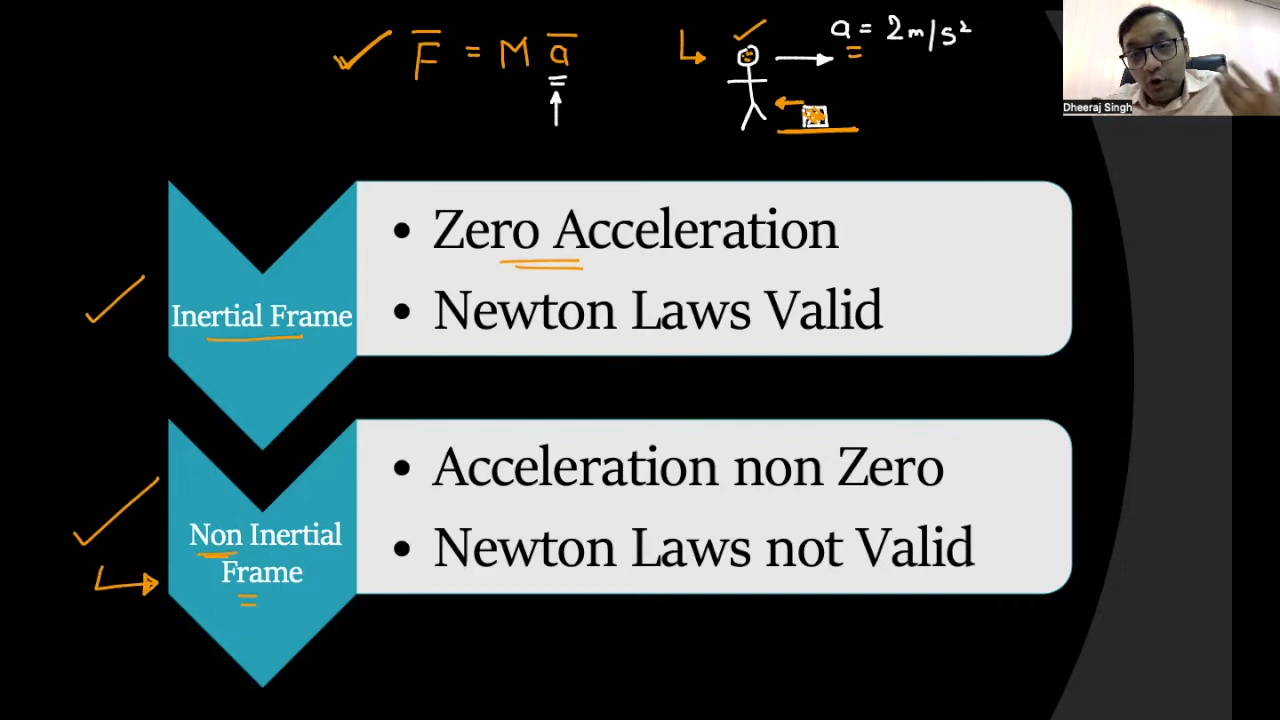 F̅ = M a̅
a = 2m/s²
Dheeraj Singh
• Zero Acceleration
• Newton Laws Valid
Inertial Frame
• Acceleration non Zero
• Newton Laws not Valid
Non Inertial
Frame